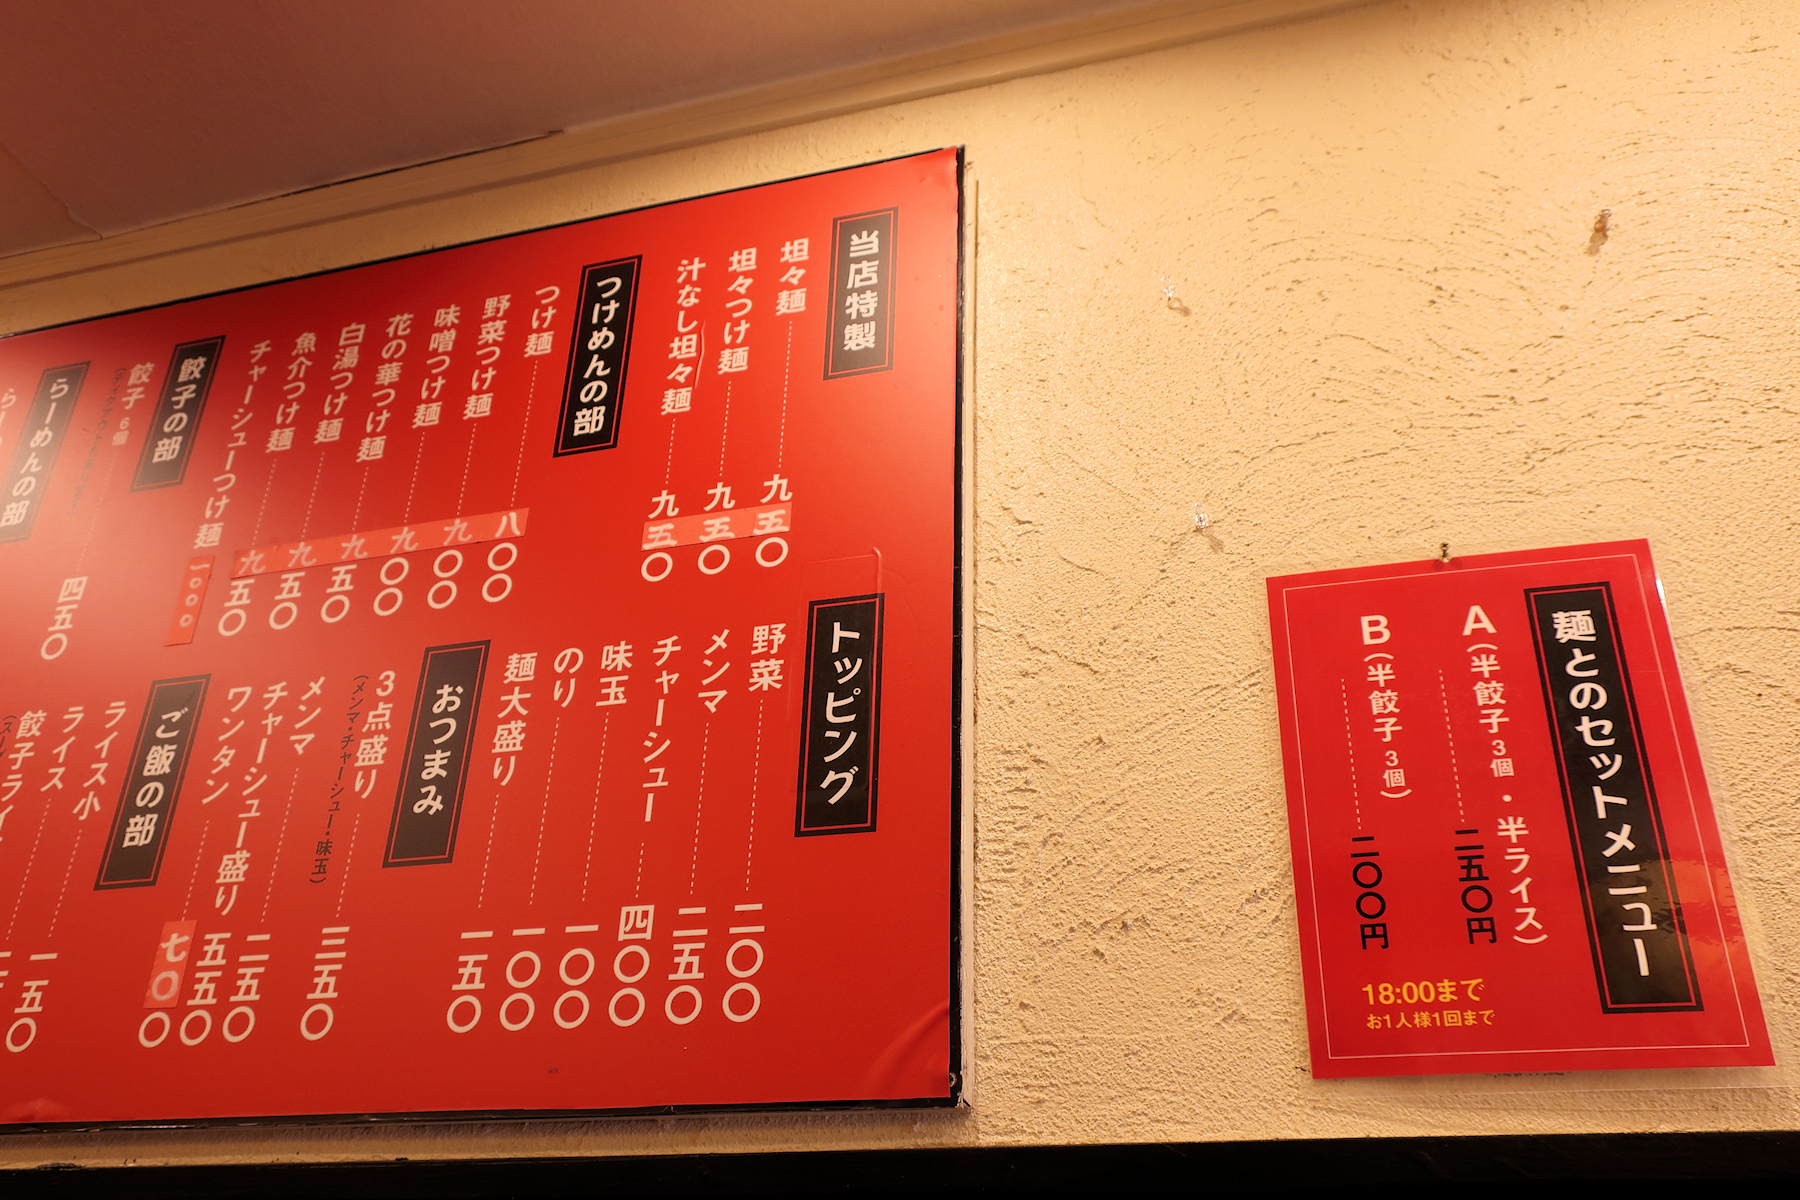 当店特製
坦々麺 九五〇
坦々つけ麺 九五〇
汁なし坦々麺 九五〇
つけめんの部
つけ麺 八〇〇
野菜つけ麺 九〇〇
味噌つけ麺 九〇〇
花の華つけ麺 九五〇
白湯つけ麺 九五〇
魚介つけ麺 九五〇
チャーシューつけ麺 一〇〇〇
餃子の部
餃子 6個 四五〇
らーめんの部
トッピング
野菜 二〇〇
メンマ 二五〇
チャーシュー 四〇〇
味玉 一〇〇
のり 一〇〇
麺大盛り 一五〇
おつまみ
3点盛り 三五〇
(メンマ・チャーシュー・味玉)
メンマ 二五〇
チャーシュー盛り 五五〇
ワンタン 七〇〇
ご飯の部
ライス小
ライス 一五〇
餃子ライ
麺とのセットメニュー
A(半餃子3個・半ライス)
二五〇円
B(半餃子3個)
二〇〇円
18:00まで
お1人様1回まで